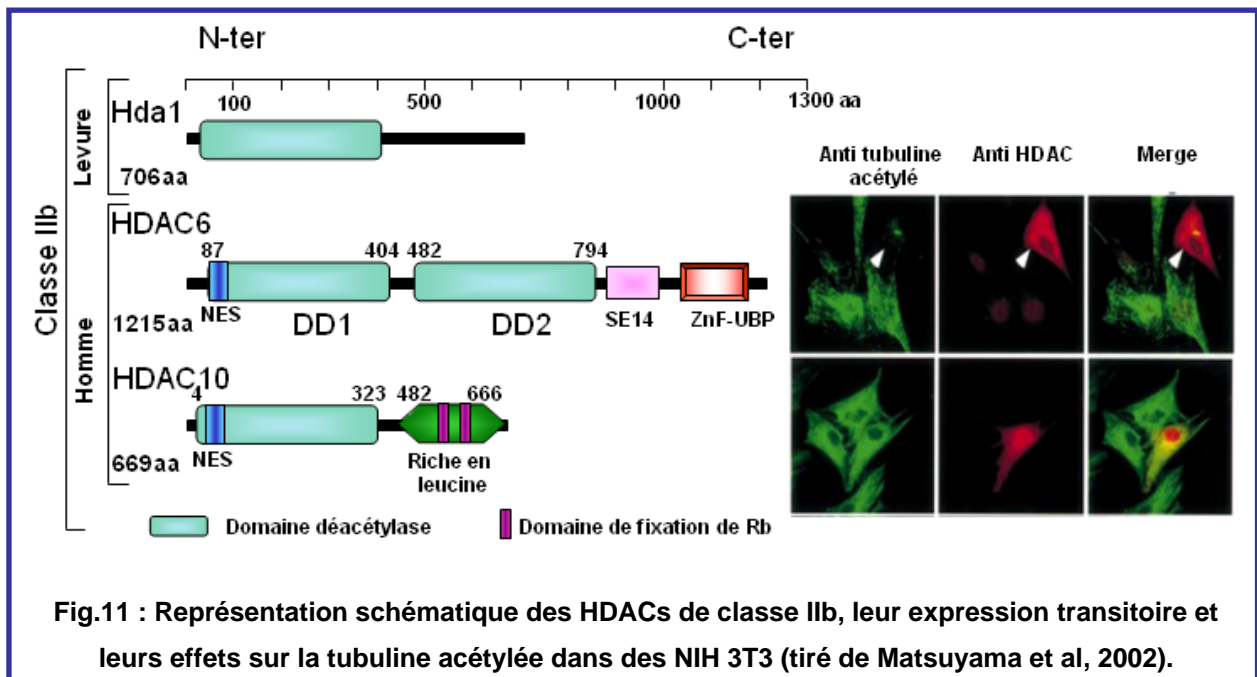 N-ter C-ter
100 500 1000 1300 aa
Classe IIb
Levure
Hda1
706aa
Homme
HDAC6
87 404 482 794
NES DD1 DD2 SE14 ZnF-UBP
1215aa
HDAC10
4 323 482 666
669aa NES
Riche en
leucine
Domaine déacétylase Domaine de fixation de Rb
Anti tubuline
acétylé
Anti HDAC
Merge
Fig.11 : Représentation schématique des HDACs de classe IIb, leur expression transitoire et
leurs effets sur la tubuline acétylée dans des NIH 3T3 (tiré de Matsuyama et al, 2002).